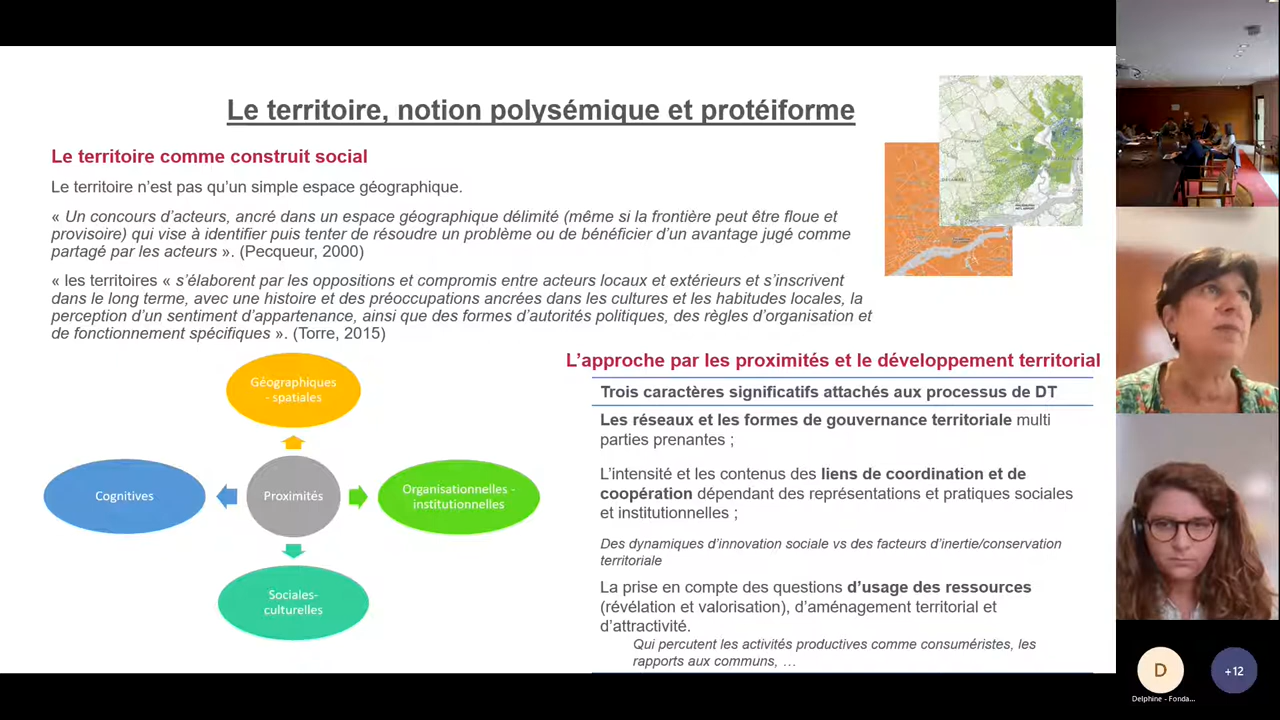 Le territoire, notion polysémique et protéiforme
Le territoire comme construit social
Le territoire n'est pas qu'un simple espace géographique.
« Un concours d'acteurs, ancré dans un espace géographique délimité (même si la frontière peut être floue et
provisoire) qui vise à identifier puis tenter de résoudre un problème ou de bénéficier d'un avantage jugé comme
partagé par les acteurs ». (Pecqueur, 2000)
« les territoires « s'élaborent par les oppositions et compromis entre acteurs locaux et extérieurs et s'inscrivent
dans le long terme, avec une histoire et des préoccupations ancrées dans les cultures et les habitudes locales, la
perception d'un sentiment d'appartenance, ainsi que des formes d'autorités politiques, des règles d'organisation et
de fonctionnement spécifiques ». (Torre, 2015)
Géographiques
- spatiales
Cognitives
Proximités
Organisationnelles -
institutionnelles
Sociales-
culturelles
L'approche par les proximités et le développement territorial
Trois caractères significatifs attachés aux processus de DT
Les réseaux et les formes de gouvernance territoriale multi
parties prenantes ;
L'intensité et les contenus des liens de coordination et de
coopération dépendant des représentations et pratiques sociales
et institutionnelles ;
Des dynamiques d'innovation sociale vs des facteurs d'inertie/conservation
territoriale
La prise en compte des questions d'usage des ressources
(révélation et valorisation), d'aménagement territorial et
d'attractivité.
Qui percutent les activités productives comme consuméristes, les
rapports aux communs, …
D
+12
Delphine - Fonda...